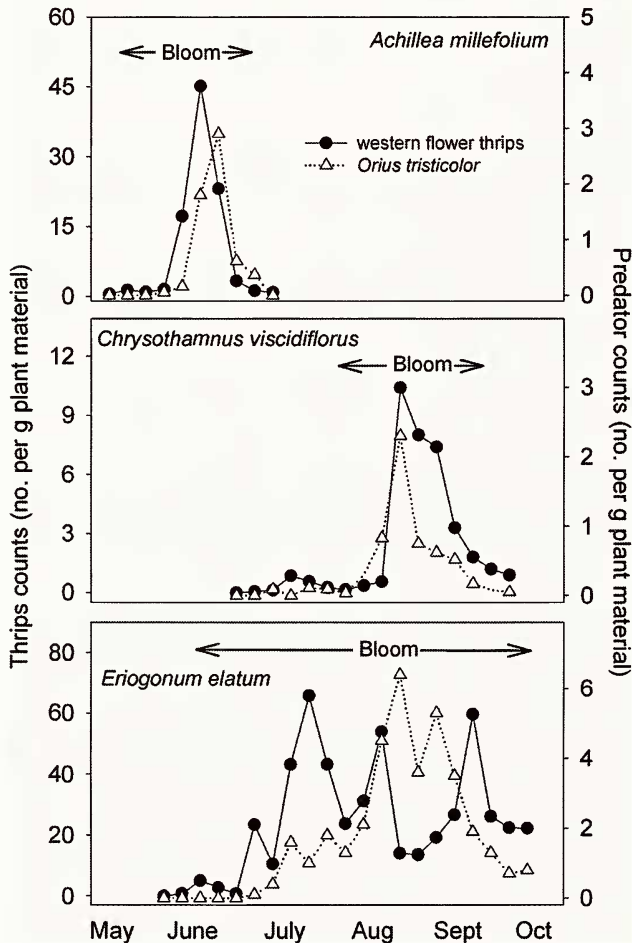 Thrips counts (no. per g plant material)
Predator counts (no. per g plant material)
60
45
30
15
0
5
4
3
2
1
0
Bloom
Achillea millefolium
western flower thrips
Orius tristicolor
12
9
6
3
0
3
2
1
0
Chrysothamnus viscidiflorus
Bloom
80
60
40
20
0
6
4
2
0
Bloom
Eriogonum elatum
May June July Aug Sept Oct